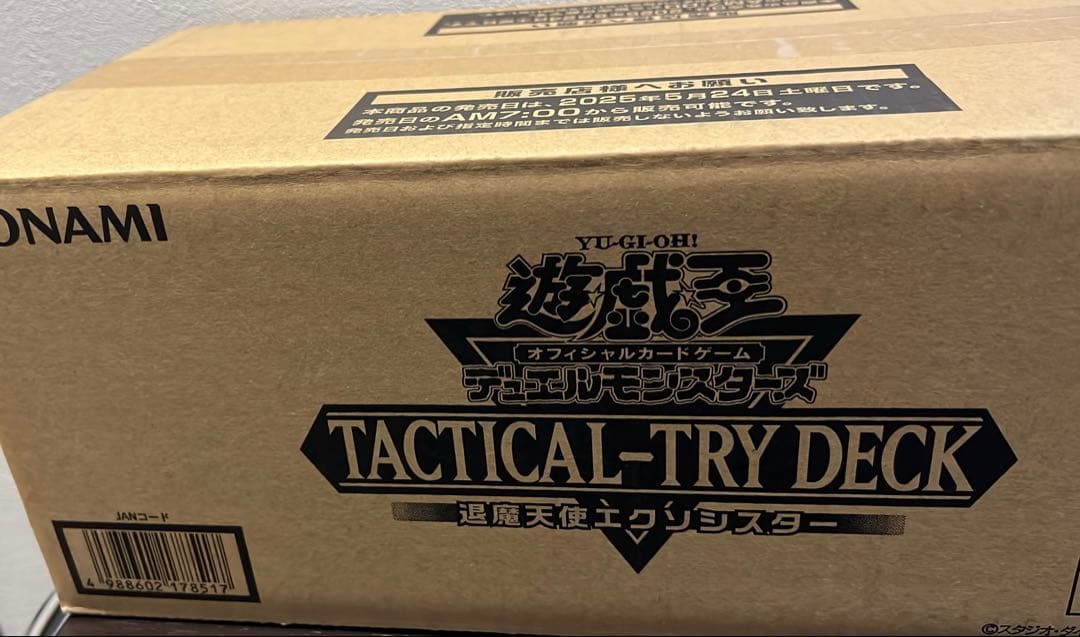 販売店様へお願い
本商品の発売日は、2025年5月24日土曜日です。
発売日のAM7:00から販売可能です。
発売日および指定時間までは販売しないようお願い致します。
ONAMI
YU-GI-OH!
遊戯王
オフィシャルカードゲーム
デュエルモンスターズ
TACTICAL-TRY DECK
退魔天使エクソシスター
JANコード
4 988602 178517
©スタジオ・ダ